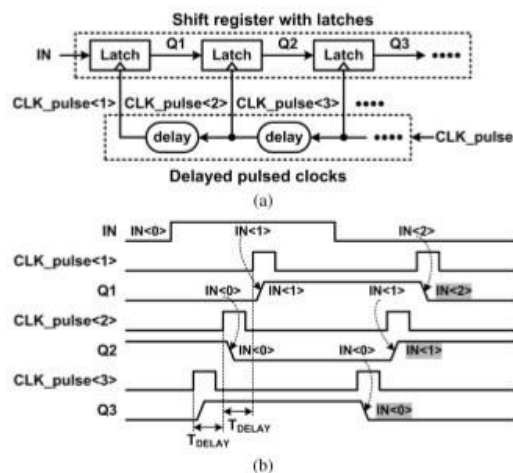 Shift register with latches
IN Latch Q1 Latch Q2 Latch Q3
CLK_pulse<1> CLK_pulse<2> CLK_pulse<3>
delay delay CLK_pulse
Delayed pulsed clocks
(a)
IN IN<0> IN<1> IN<2>
CLK_pulse<1>
Q1 IN<0> IN<1> IN<1> IN<2>
CLK_pulse<2>
Q2 IN<0> IN<0> IN<1>
CLK_pulse<3>
Q3 IN<0>
TDELAY
TDELAY
(b)